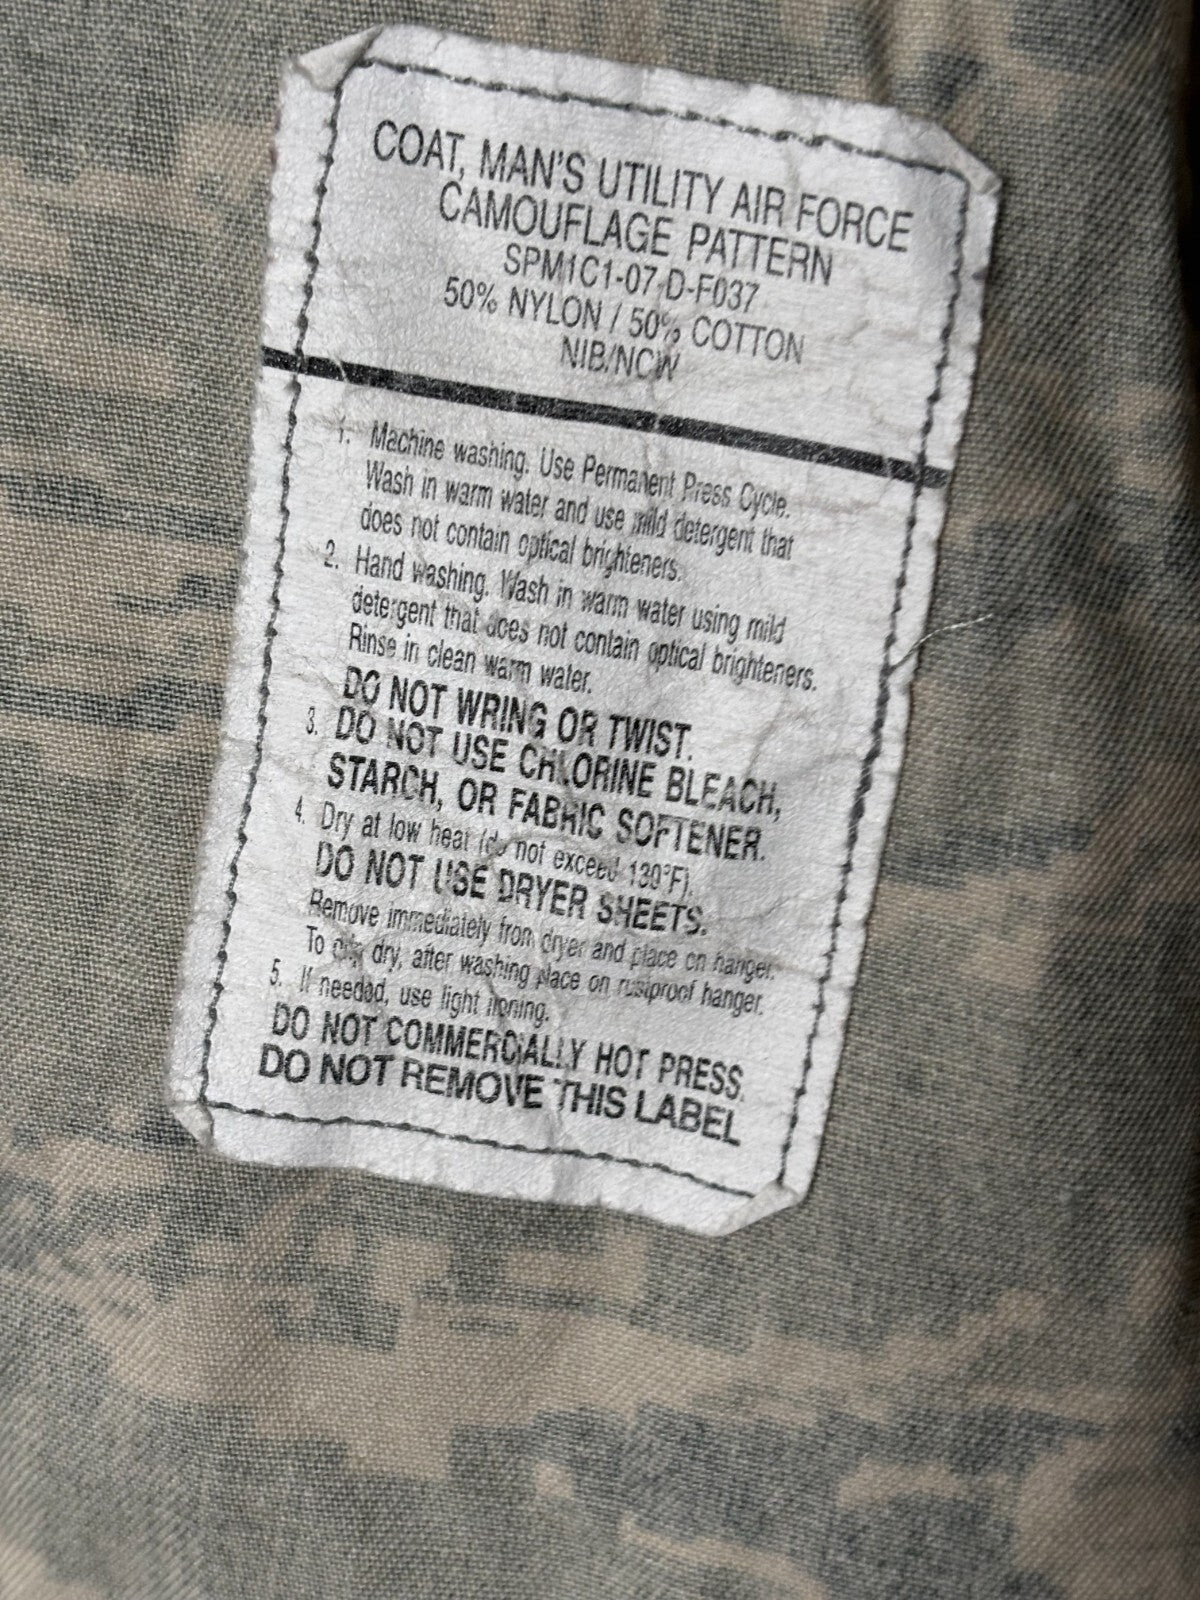 COAT, MAN'S UTILITY AIR FORCE
CAMOUFLAGE PATTERN
SPM1C1-07-D-F037
50% NYLON / 50% COTTON
NIB/NCW
1. Machine washing. Use Permanent Press Cycle.
Wash in warm water and use mild detergent that
does not contain optical brighteners.
2. Hand washing. Wash in warm water using mild
detergent that does not contain optical brighteners.
Rinse in clean warm water.
DO NOT WRING OR TWIST.
3. DO NOT USE CHLORINE BLEACH,
STARCH, OR FABRIC SOFTENER.
4. Dry at low heat (do not exceed 130°F).
DO NOT USE DRYER SHEETS.
Remove immediately from dryer and place on hanger.
To drip dry, after washing place on rustproof hanger.
5. If needed, use light ironing.
DO NOT COMMERCIALLY HOT PRESS.
DO NOT REMOVE THIS LABEL